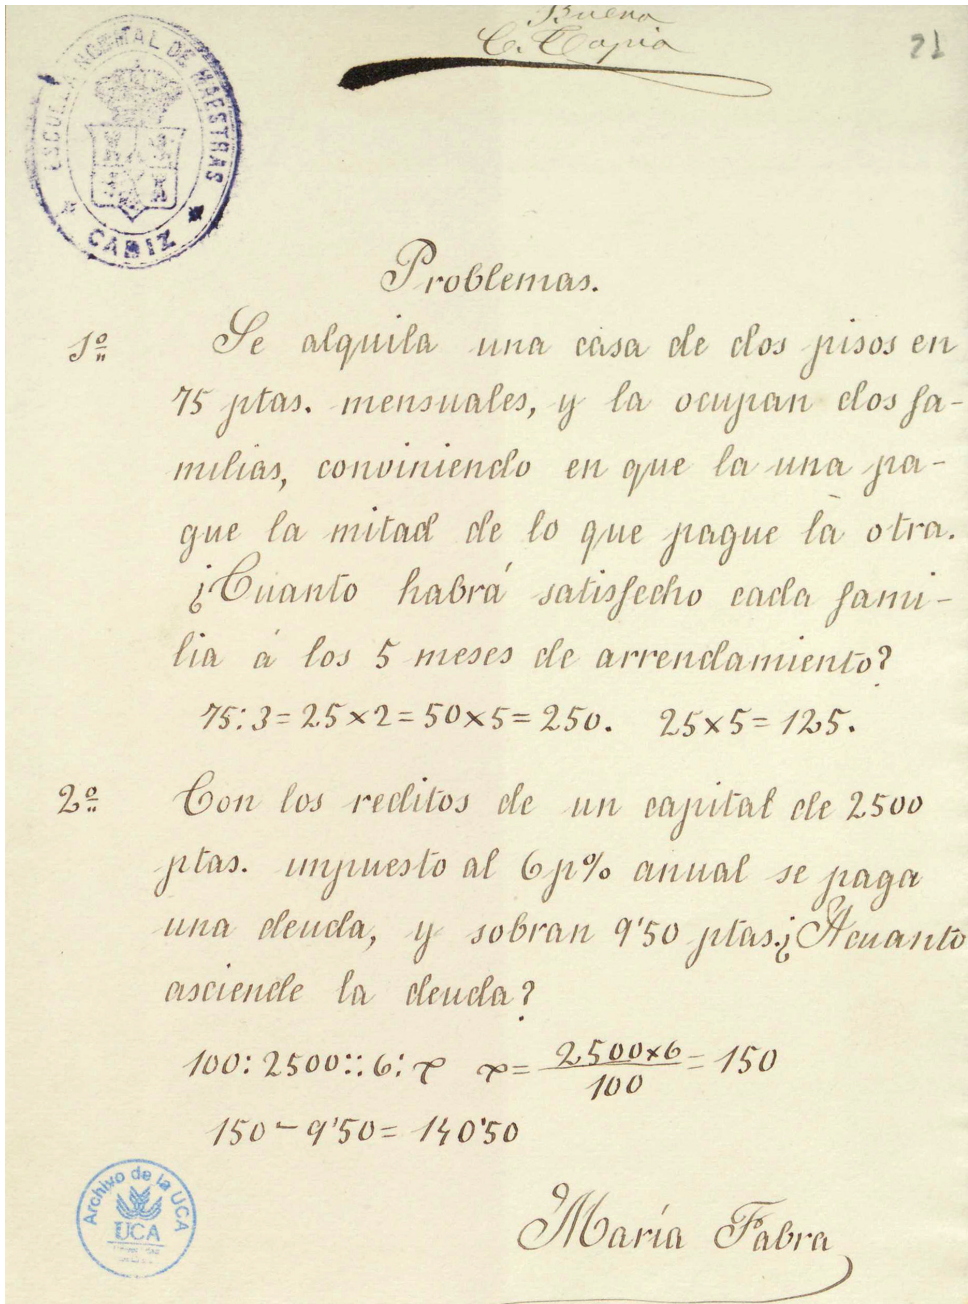 Buena
C. Tapia
21
ESCUELA NORMAL DE MAESTRAS
CADIZ
Problemas.
1º Se alquila una casa de dos pisos en
75 ptas. mensuales, y la ocupan dos fa-
milias, conviniendo en que la una pa-
gue la mitad de lo que pague la otra.
¿Cuanto habrá satisfecho cada fami-
lia á los 5 meses de arrendamiento?
75:3=25×2=50×5=250. 25×5=125.
2º Con los reditos de un capital de 2500
ptas. impuesto al 6 p% anual se paga
una deuda, y sobran 9'50 ptas. ¿A cuanto
asciende la deuda?
100:2500::6:x x= 2500×6/100 = 150
150-9'50=140'50
Archivo de la UCA
UCA
María Fabra